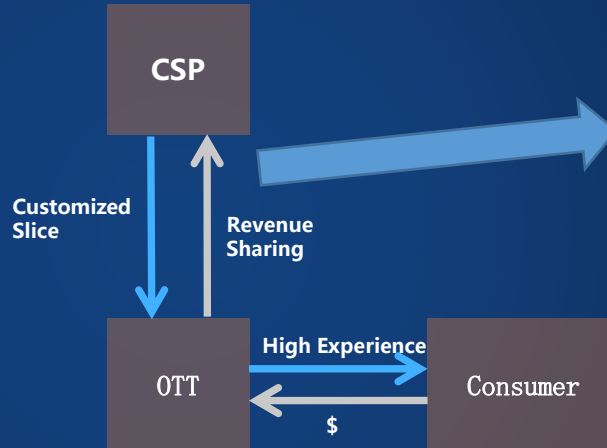 CSP
Customized
Slice
Revenue
Sharing
High Experience
OTT
Consumer
$